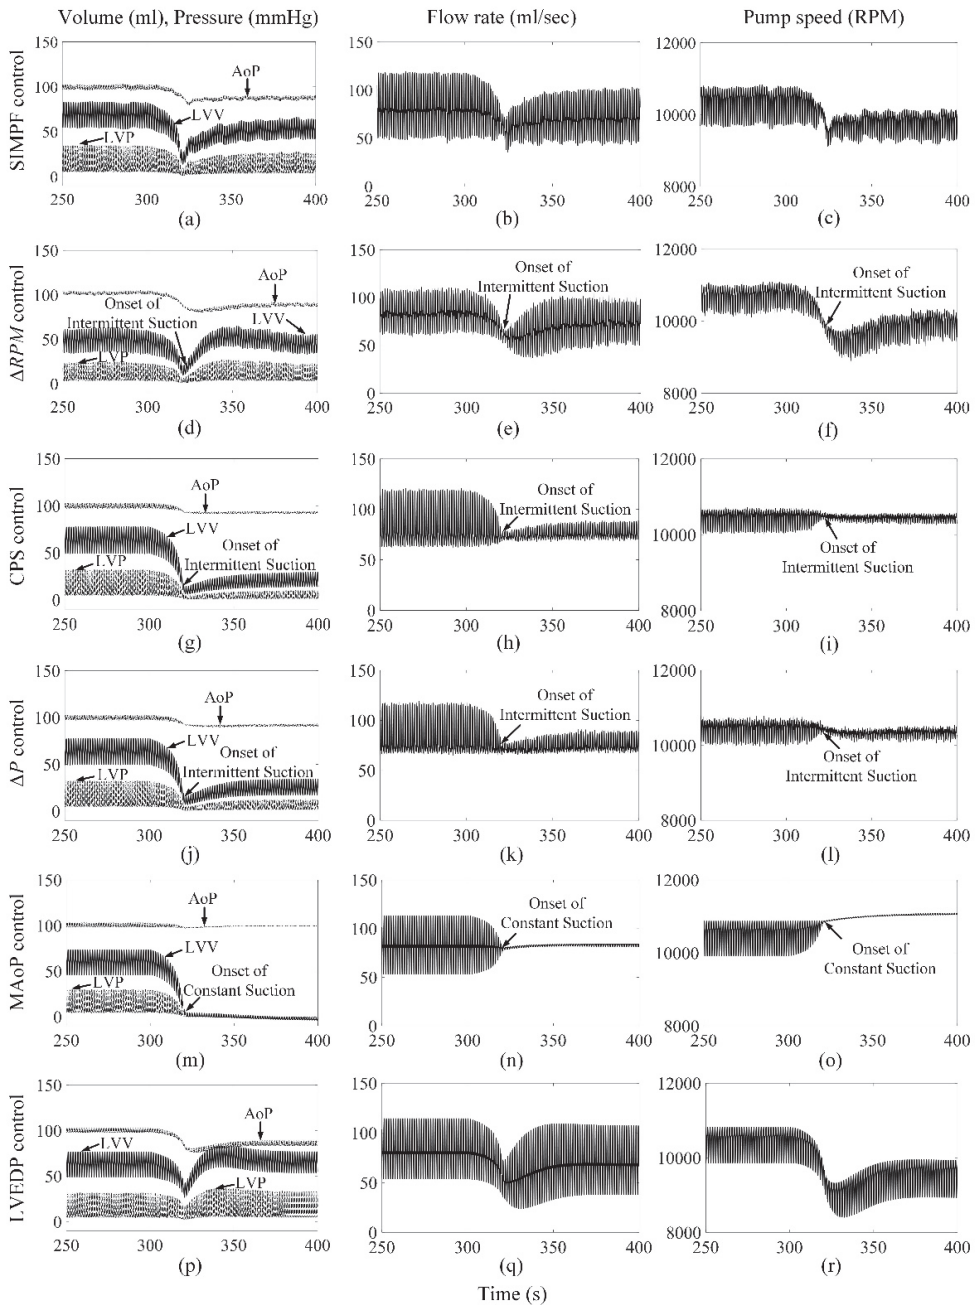 Volume (ml), Pressure (mmHg)
Flow rate (ml/sec)
Pump speed (RPM)
SIMPF control
150
100
50
0
AoP
LVV
LVP
250
300
350
400
(a)
150
100
50
0
250
300
350
400
(b)
12000
10000
8000
250
300
350
400
(c)
ΔRPM control
150
100
50
0
AoP
Onset of
Intermittent Suction
LVV
LVP
250
300
350
400
(d)
150
100
50
0
Onset of
Intermittent Suction
250
300
350
400
(e)
12000
10000
8000
Onset of
Intermittent Suction
250
300
350
400
(f)
CPS control
150
100
50
0
AoP
LVV
Onset of
Intermittent Suction
LVP
250
300
350
400
(g)
150
100
50
0
Onset of
Intermittent Suction
250
300
350
400
(h)
12000
10000
8000
Onset of
Intermittent Suction
250
300
350
400
(i)
ΔP control
150
100
50
0
AoP
LVV
Onset of
Intermittent Suction
LVP
250
300
350
400
(j)
150
100
50
0
Onset of
Intermittent Suction
250
300
350
400
(k)
12000
10000
8000
Onset of
Intermittent Suction
250
300
350
400
(l)
MAoP control
150
100
50
0
AoP
LVV
Onset of
Constant Suction
LVP
250
300
350
400
(m)
150
100
50
0
Onset of
Constant Suction
250
300
350
400
(n)
12000
10000
8000
Onset of
Constant Suction
250
300
350
400
(o)
LVEDP control
150
100
50
0
AoP
LVV
LVP
250
300
350
400
(p)
150
100
50
0
250
300
350
400
(q)
12000
10000
8000
250
300
350
400
(r)
Time (s)